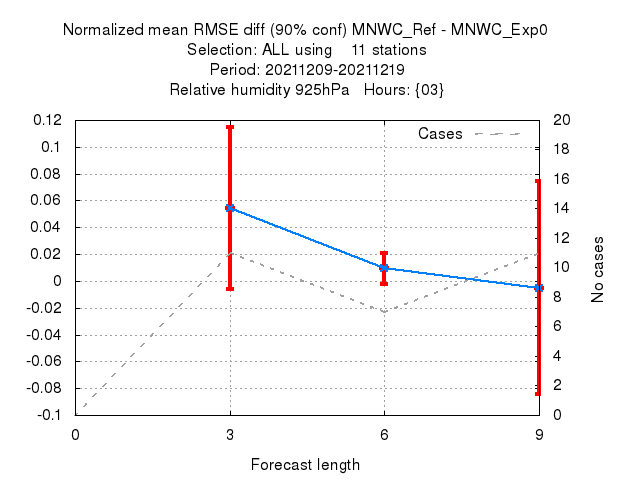 Normalized mean RMSE diff (90% conf) MNWC_Ref - MNWC_Exp0
Selection: ALL using    11 stations
Period: 20211209-20211219
Relative humidity 925hPa   Hours: {03}
Cases
0.12
0.1
0.08
0.06
0.04
0.02
0
-0.02
-0.04
-0.06
-0.08
-0.1
20
18
16
14
12
10
8
6
4
2
0
No cases
0 3 6 9
Forecast length